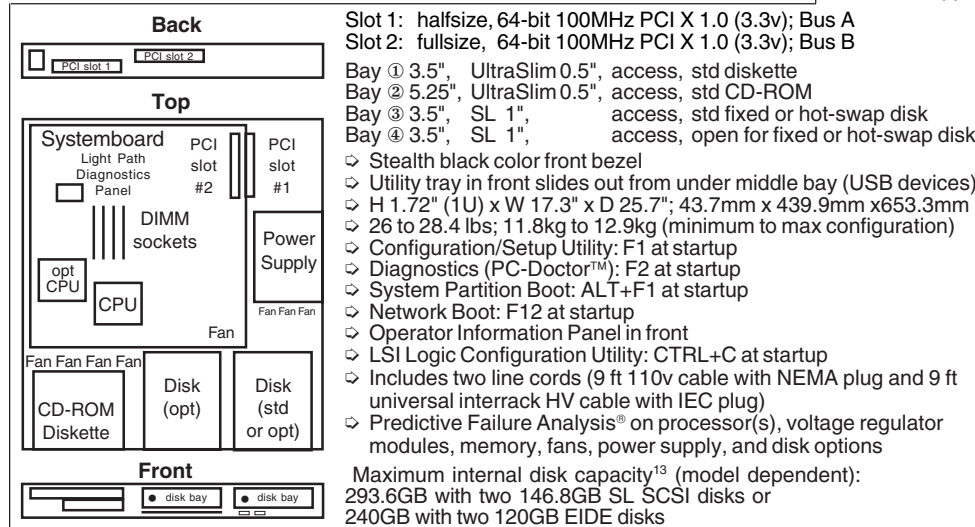 Back
PCI slot 1
PCI slot 2
Top
Systemboard
Light Path
Diagnostics
Panel
PCI
slot
#2
PCI
slot
#1
DIMM
sockets
Power
Supply
opt
CPU
CPU
Fan Fan Fan
Fan
Fan Fan Fan Fan
CD-ROM
Diskette
Disk
(opt)
Disk
(std
or opt)
Front
disk bay
disk bay
Slot 1: halfsize, 64-bit 100MHz PCI X 1.0 (3.3v); Bus A
Slot 2: fullsize, 64-bit 100MHz PCI X 1.0 (3.3v); Bus B
Bay ① 3.5", UltraSlim 0.5", access, std diskette
Bay ② 5.25", UltraSlim 0.5", access, std CD-ROM
Bay ③ 3.5", SL 1", access, std fixed or hot-swap disk
Bay ④ 3.5", SL 1", access, open for fixed or hot-swap disk
➭ Stealth black color front bezel
➭ Utility tray in front slides out from under middle bay (USB devices)
➭ H 1.72" (1U) x W 17.3" x D 25.7"; 43.7mm x 439.9mm x653.3mm
➭ 26 to 28.4 lbs; 11.8kg to 12.9kg (minimum to max configuration)
➭ Configuration/Setup Utility: F1 at startup
➭ Diagnostics (PC-Doctor™): F2 at startup
➭ System Partition Boot: ALT+F1 at startup
➭ Network Boot: F12 at startup
➭ Operator Information Panel in front
➭ LSI Logic Configuration Utility: CTRL+C at startup
➭ Includes two line cords (9 ft 110v cable with NEMA plug and 9 ft
universal interrack HV cable with IEC plug)
➭ Predictive Failure Analysis® on processor(s), voltage regulator
modules, memory, fans, power supply, and disk options
Maximum internal disk capacity¹³ (model dependent):
293.6GB with two 146.8GB SL SCSI disks or
240GB with two 120GB EIDE disks